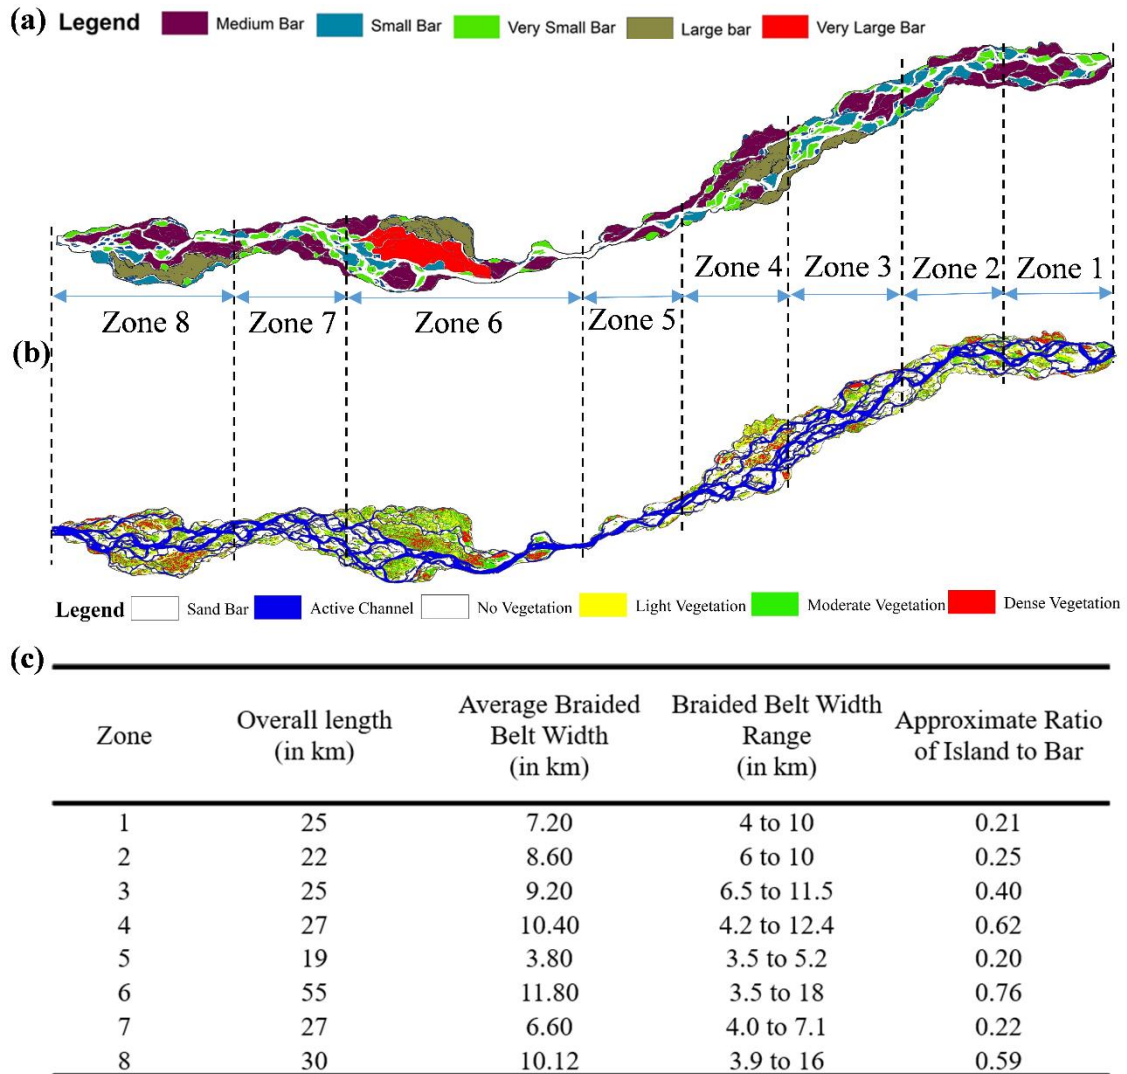 (a) Legend Medium Bar Small Bar Very Small Bar Large bar Very Large Bar
Zone 4 Zone 3 Zone 2 Zone 1
Zone 8 Zone 7 Zone 6 Zone 5
(b)
Legend Sand Bar Active Channel No Vegetation Light Vegetation Moderate Vegetation Dense Vegetation
(c)
Zone Overall length (in km) Average Braided Belt Width (in km) Braided Belt Width Range (in km) Approximate Ratio of Island to Bar
1 25 7.20 4 to 10 0.21
2 22 8.60 6 to 10 0.25
3 25 9.20 6.5 to 11.5 0.40
4 27 10.40 4.2 to 12.4 0.62
5 19 3.80 3.5 to 5.2 0.20
6 55 11.80 3.5 to 18 0.76
7 27 6.60 4.0 to 7.1 0.22
8 30 10.12 3.9 to 16 0.59